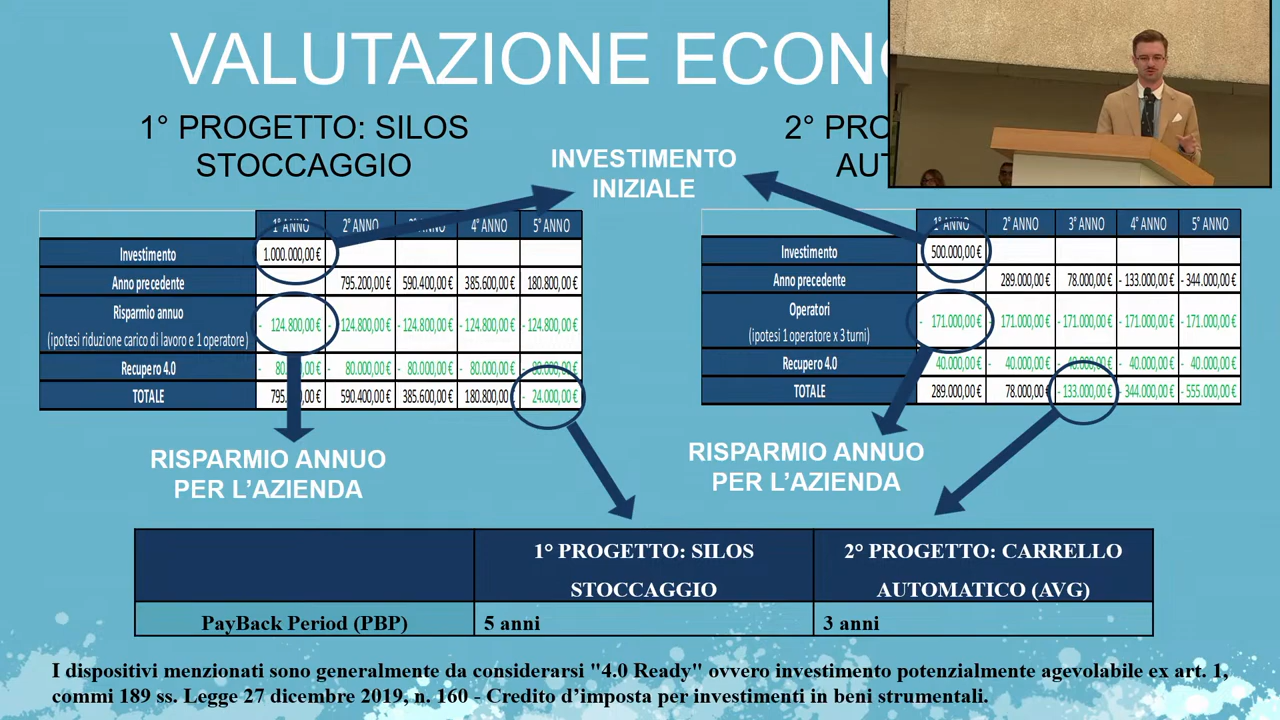 VALUTAZIONE
1° PROGETTO: SILOS
STOCCAGGIO
INVESTIMENTO
INIZIALE
1° ANNO 2° ANNO 4° ANNO 5° ANNO
Investimento 1.000.000,00 €
Anno precedente 795.200,00 € 590.400,00 € 385.600,00 € 180.800,00 €
Risparmio annuo
(ipotesi riduzione carico di lavoro e 1 operatore) - 124.800,00 € - 124.800,00 € - 124.800,00 € - 124.800,00 € - 124.800,00 €
Recupero 4.0 - 80.000,00 € - 80.000,00 € - 80.000,00 € - 80.000,00 €
TOTALE 590.400,00 € 385.600,00 € 180.800,00 - 24.000,00 €
1° ANNO 2° ANNO 3° ANNO 4° ANNO 5° ANNO
Investimento 500.000,00 €
Anno precedente 289.000,00 € 78.000,00 € - 133.000,00 € - 344.000,00 €
Operatori
(ipotesi 1 operatore x 3 turni) - 171.000,00 € - 171.000,00 € - 171.000,00 € - 171.000,00 € - 171.000,00 €
Recupero 4.0 40.000,00 € - 40.000,00 € - 40.000,00 € - 40.000,00 € - 40.000,00 €
TOTALE 289.000,00 € 78.000,00 € - 133.000,00 € - 344.000,00 € - 555.000,00 €
RISPARMIO ANNUO
PER L'AZIENDA
RISPARMIO ANNUO
PER L'AZIENDA
1° PROGETTO: SILOS
STOCCAGGIO
2° PROGETTO: CARRELLO
AUTOMATICO (AVG)
PayBack Period (PBP) 5 anni 3 anni
I dispositivi menzionati sono generalmente da considerarsi "4.0 Ready" ovvero investimento potenzialmente agevolabile ex art. 1,
commi 189 ss. Legge 27 dicembre 2019, n. 160 - Credito d'imposta per investimenti in beni strumentali.